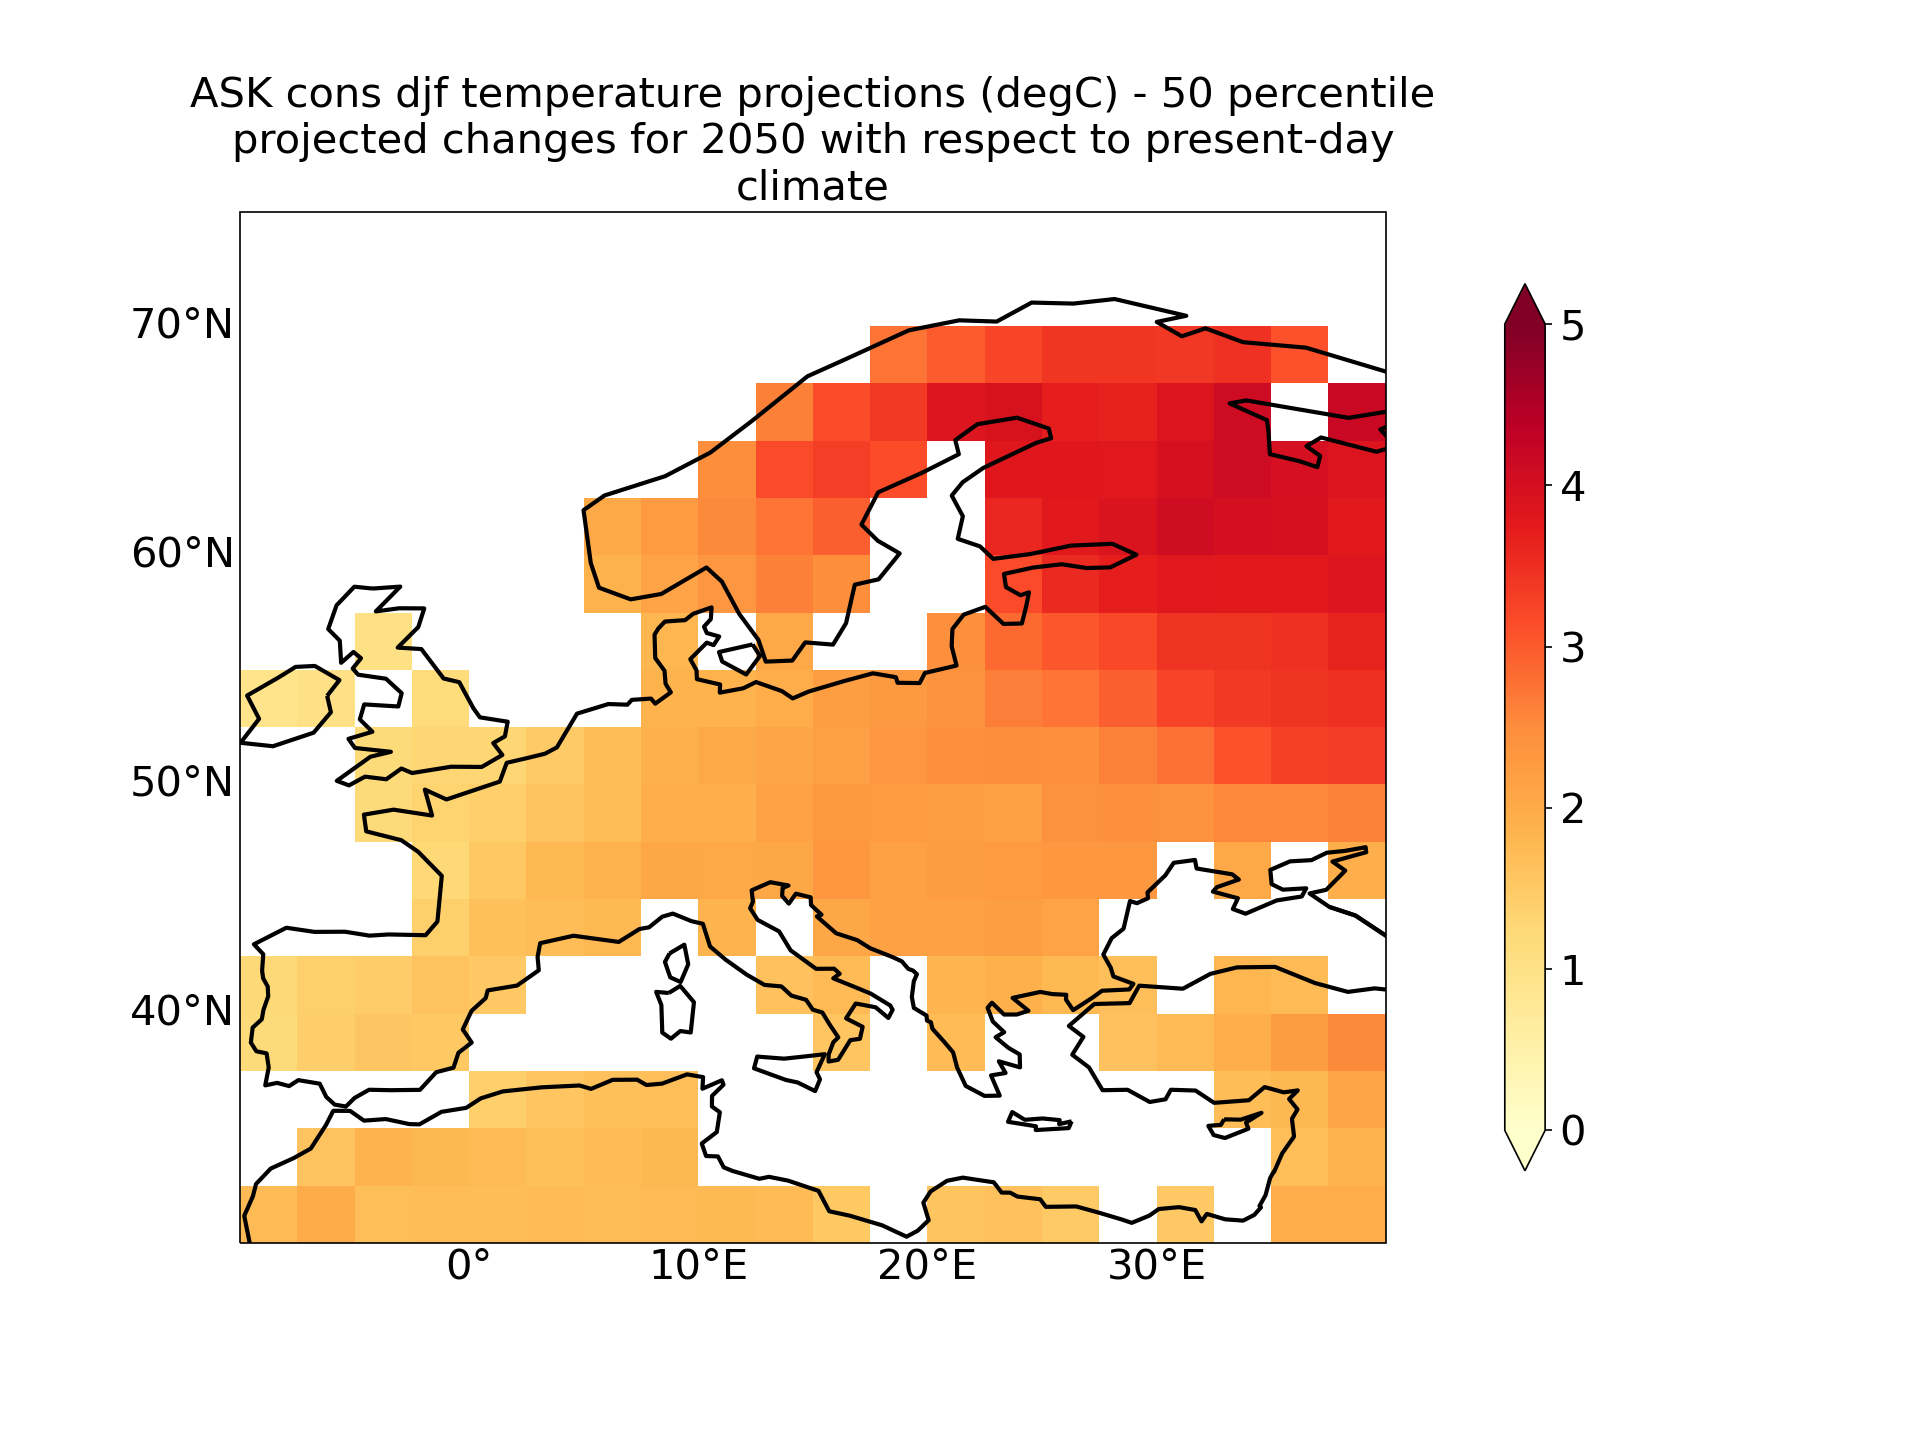 ASK cons djf temperature projections (degC) - 50 percentile
projected changes for 2050 with respect to present-day
climate
70°N
60°N
50°N
40°N
0°
10°E
20°E
30°E
5
4
3
2
1
0